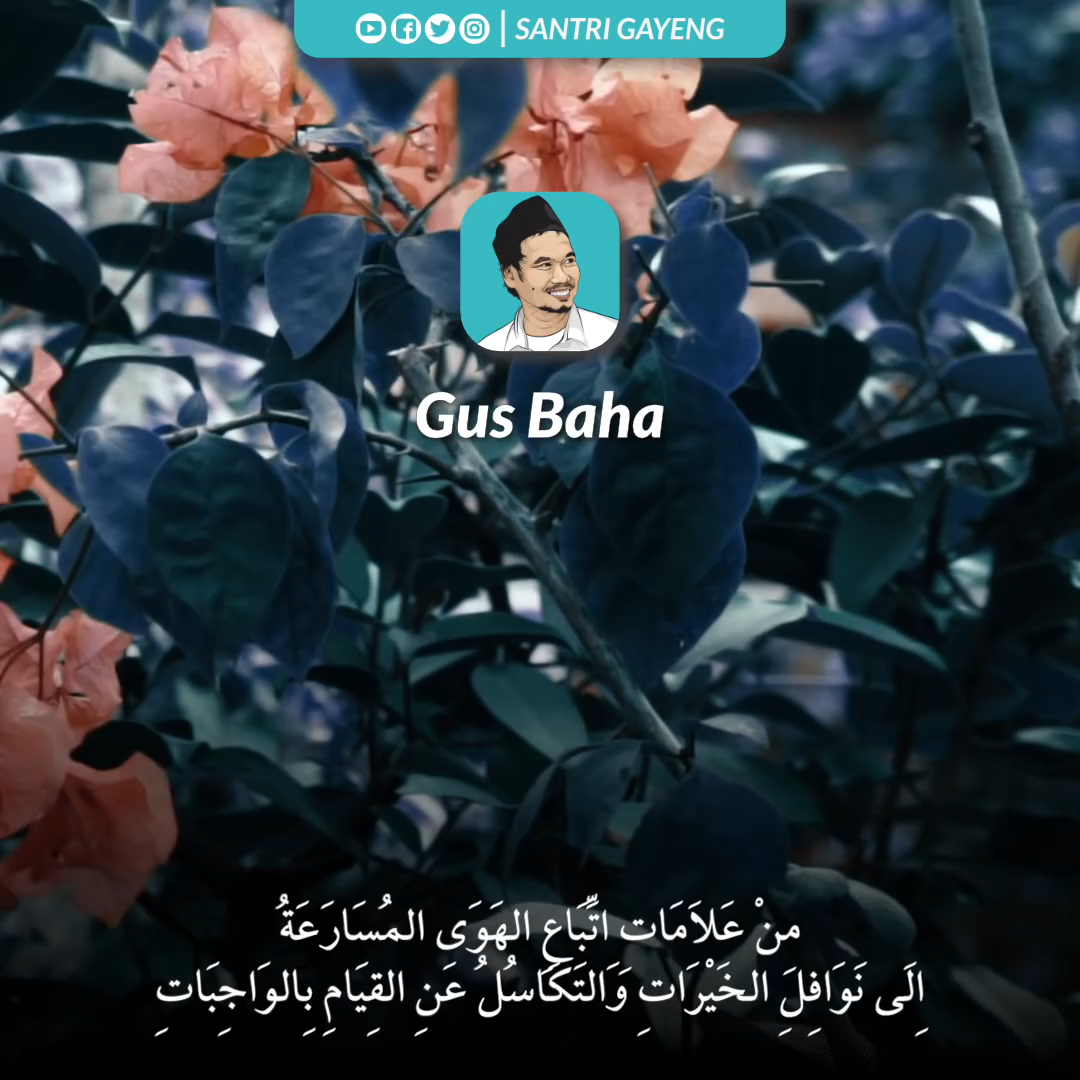 | SANTRI GAYENG
Gus Baha
منْ عَلاَمَات اتِّبَاعِ الهَوَى المُسَارَعَةُ
اِلَى نَوَافِلَِ الخَيْرَاتِ وَالتَكَاسُلُ عَنِ القِيَامِ بِالوَاجِبَاتِ